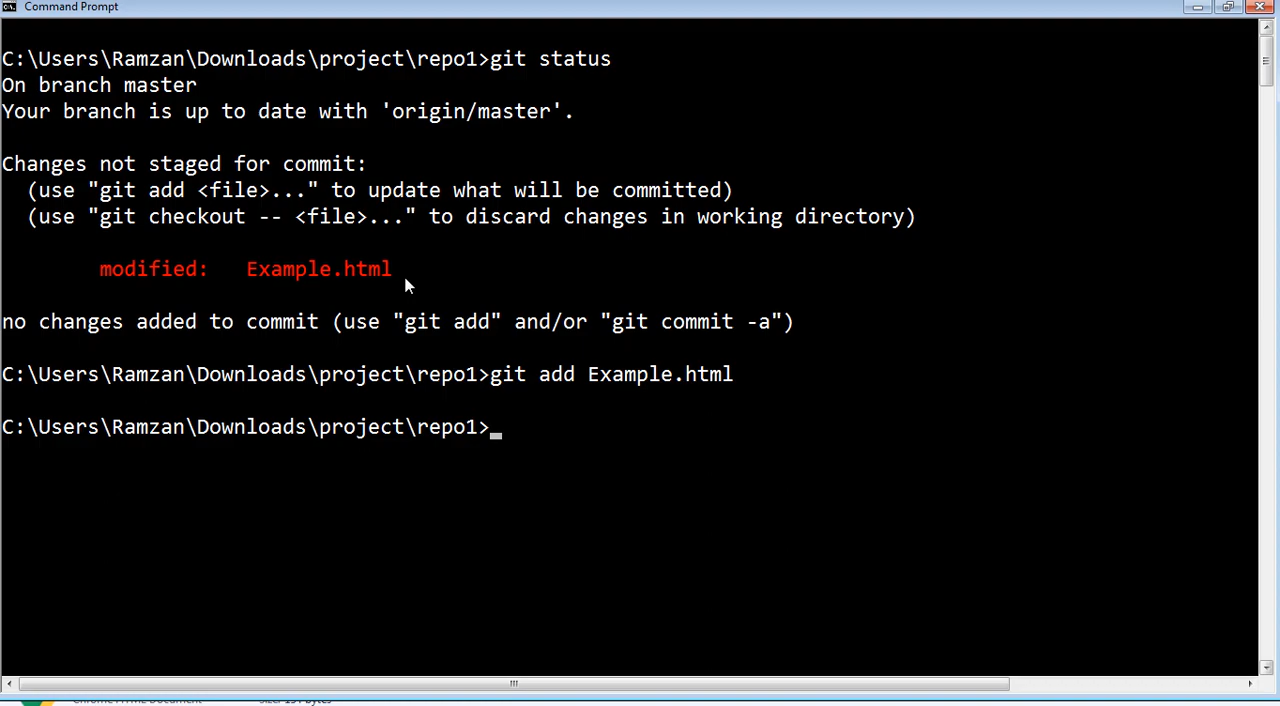 Command Prompt
C:\Users\Ramzan\Downloads\project\repo1>git status
On branch master
Your branch is up to date with 'origin/master'.
Changes not staged for commit:
(use "git add <file>..." to update what will be committed)
(use "git checkout -- <file>..." to discard changes in working directory)
modified: Example.html
no changes added to commit (use "git add" and/or "git commit -a")
C:\Users\Ramzan\Downloads\project\repo1>git add Example.html
C:\Users\Ramzan\Downloads\project\repo1>